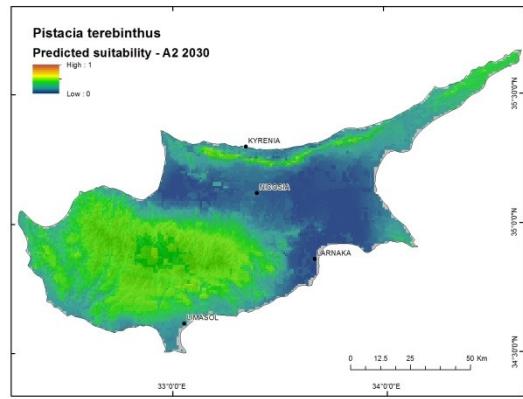 Pistacia terebinthus
Predicted suitability - A2 2030
High : 1
Low : 0
KYRENIA
NICOSIA
LARNAKA
LIMASOL
35°30'0"N
35°0'0"N
34°30'0"N
0 12.5 25 50 Km
33°0'0"E
34°0'0"E